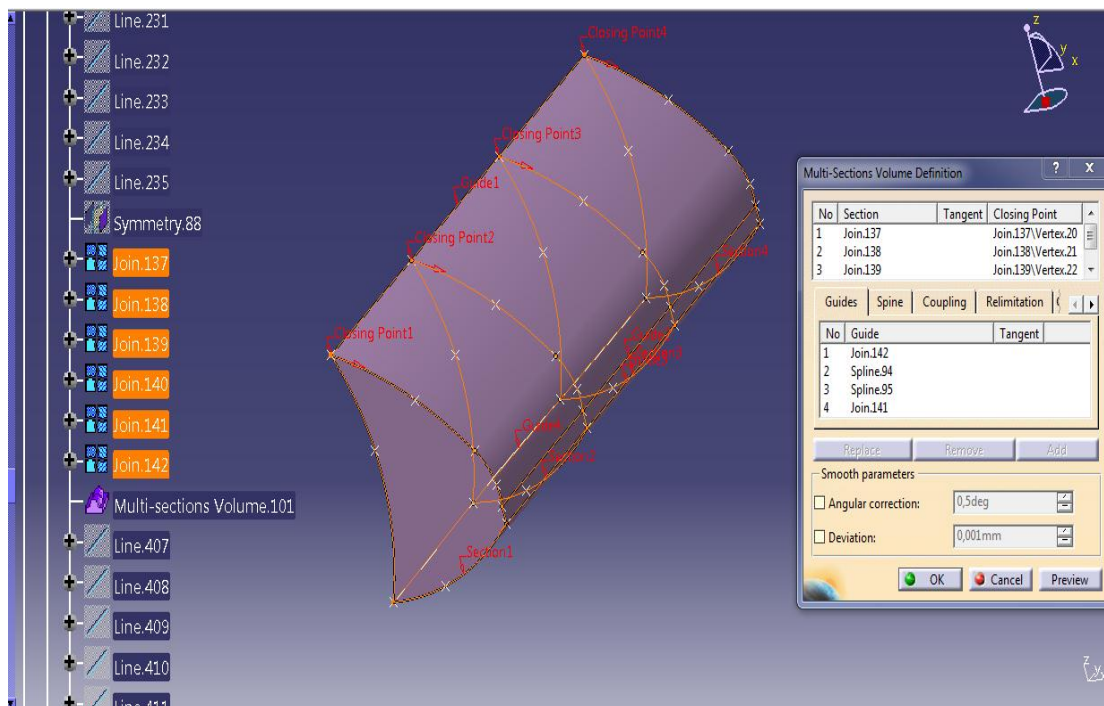 Line.231
Line.232
Line.233
Line.234
Line.235
Symmetry.88
Join.137
Join.138
Join.139
Join.140
Join.141
Join.142
Multi-sections Volume.101
Line.407
Line.408
Line.409
Line.410
Line.411
Closing Point4
Closing Point3
Guide1
Closing Point2
Closing Point1
Section4
Guide4
Section2
Section1
z
y
x
Multi-Sections Volume Definition ? X
No Section Tangent Closing Point
1 Join.137 Join.137\Vertex.20
2 Join.138 Join.138\Vertex.21
3 Join.139 Join.139\Vertex.22
Guides Spine Coupling Relimitation
No Guide Tangent
1 Join.142
2 Spline.94
3 Spline.95
4 Join.141
Replace Remove Add
Smooth parameters
Angular correction: 0,5deg
Deviation: 0,001mm
OK Cancel Preview
z
y
x